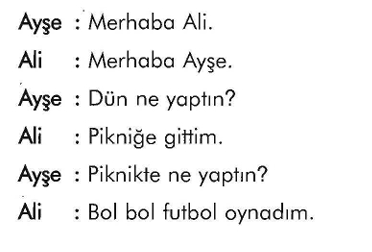 Ayşe : Merhaba Ali.
Ali : Merhaba Ayşe.
Ayşe : Dün ne yaptın?
Ali : Pikniğe gittim.
Ayşe : Piknikte ne yaptın?
Ali : Bol bol futbol oynadım.